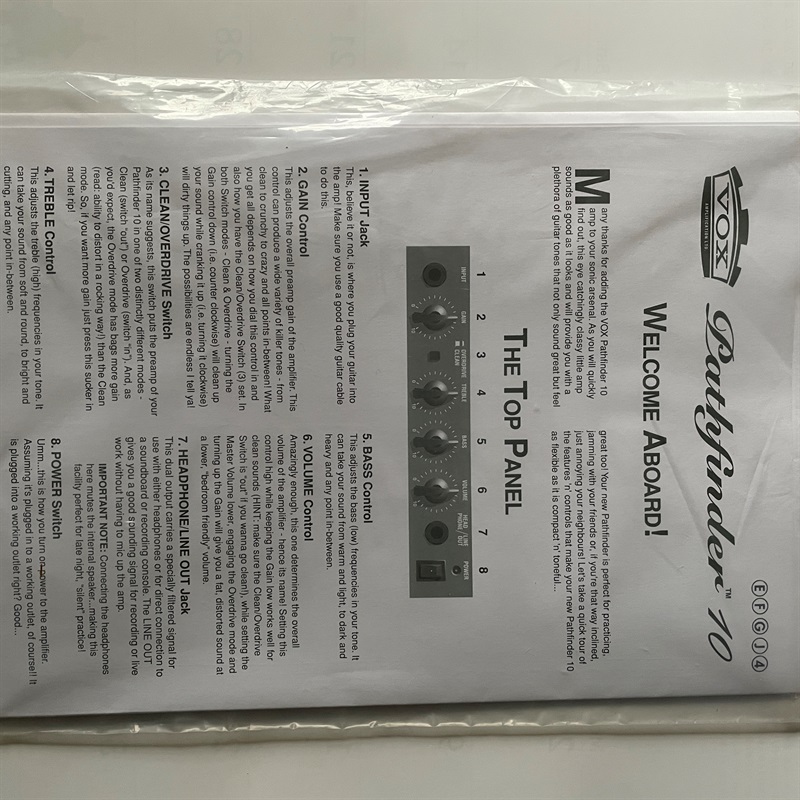 VOX
EXPLOITATION LTD.
Pathfinder™ 10
E F G J 4
WELCOME ABOARD!
Many thanks for adding the VOX Pathfinder 10
amp to your sonic arsenal. As you will quickly
find out, this eye catchingly classy little amp
sounds as good as it looks and will provide you with a
plethora of guitar tones that not only sound great but feel
great too! Your new Pathfinder is perfect for practicing,
jamming with your friends or, if you're that way inclined,
just annoying your neighbours! Let's take a quick tour of
the features 'n' controls that make your new Pathfinder 10
as flexible as it is compact 'n' toneful...
THE TOP PANEL
1 2 3 4 5 6 7 8
INPUT GAIN OVERDRIVE CLEAN TREBLE BASS VOLUME HEAD PHONE /LINE OUT POWER
1. INPUT Jack
This, believe it or not, is where you plug your guitar into
the amp! Make sure you use a good quality guitar cable
to do this.
2. GAIN Control
This adjusts the overall preamp gain of the amplifier. This
control can produce a wide variety of killer tones - from
clean to crunchy to crazy and all points in-between! What
you get all depends on how you dial this control in and
also how you have the Clean/Overdrive Switch (3) set. In
both Switch modes - Clean & Overdrive - turning the
Gain control down (i.e. counter clockwise) will clean up
your sound while cranking it up (i.e. turning it clockwise)
will dirty things up. The possibilities are endless I tell ya!
3. CLEAN/OVERDRIVE Switch
As its name suggests, this switch puts the preamp of your
Pathfinder 10 in one of two distinctly different modes -
Clean (switch "out") or Overdrive (switch "in"). And, as
you'd expect, the Overdrive mode has bags more gain
(read: ability to distort in a rocking way!) than the Clean
mode. So, if you want more gain just press this sucker in
and let rip!
4. TREBLE Control
This adjusts the treble (high) frequencies in your tone. It
can take your sound from soft and round, to bright and
cutting, and any point in-between.
5. BASS Control
This adjusts the bass (low) frequencies in your tone. It
can take your sound from warm and light, to dark and
heavy and any point in-between.
6. VOLUME Control
Amazingly enough, this one determines the overall
volume of the amplifier - hence its name! Setting this
control high while keeping the Gain low works well for
clean sounds (HINT: make sure the Clean/Overdrive
Switch is "out" if you wanna go clean!), while setting the
Master Volume lower, engaging the Overdrive mode and
turning up the Gain will give you a fat, distorted sound at
a lower, "bedroom friendly" volume.
7. HEADPHONE/LINE OUT Jack
This dual output carries a specially filtered signal for
use with either headphones or for direct connection to
a soundboard or recording console. The LINE OUT
gives you a good sounding signal for recording or live
work without having to mic up the amp.
IMPORTANT NOTE: Connecting the headphones
here mutes the internal speaker...making this
facility perfect for late night, "silent" practice!
8. POWER Switch
Umm...this is how you turn on power to the amplifier.
Assuming it's plugged in to a working outlet, of course!! It
is plugged into a working outlet right? Good...